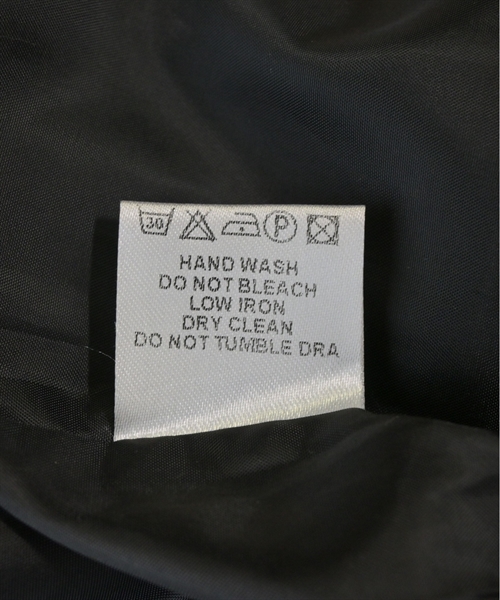 30 P
HAND WASH
DO NOT BLEACH
LOW IRON
DRY CLEAN
DO NOT TUMBLE DRA